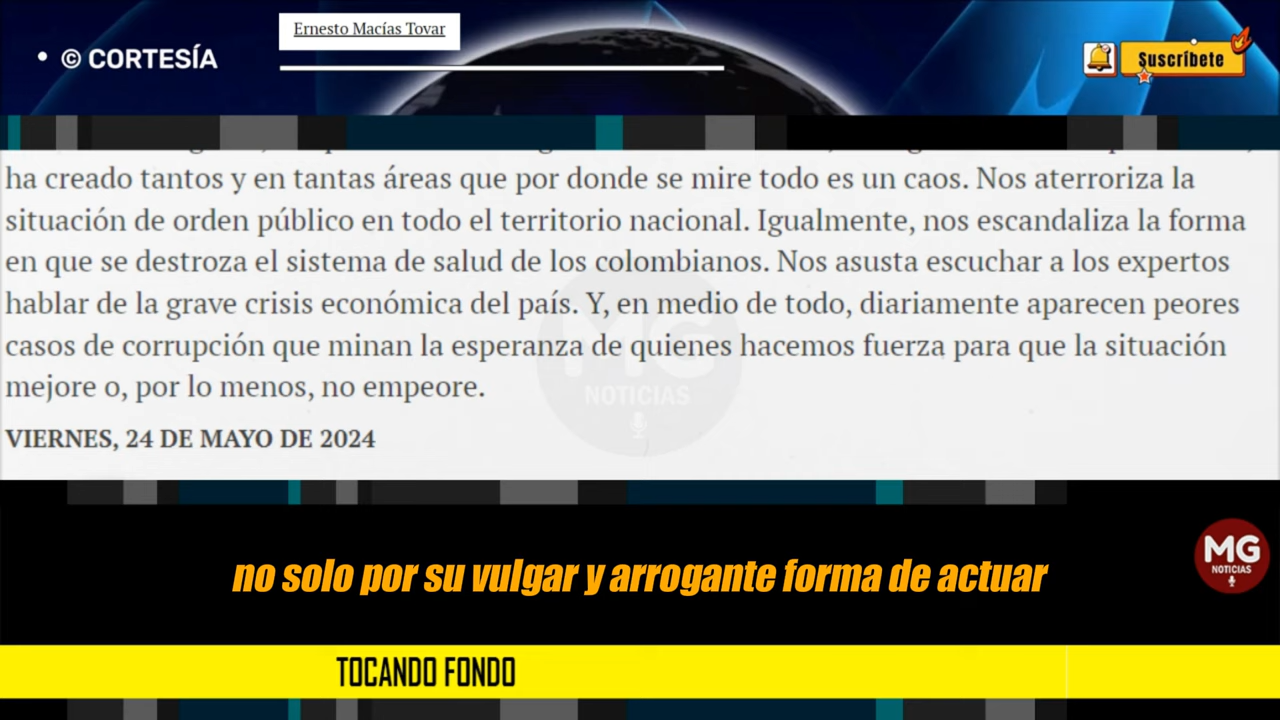 Ernesto Macías Tovar
• © CORTESÍA
Suscríbete
ha creado tantos y en tantas áreas que por donde se mire todo es un caos. Nos aterroriza la
situación de orden público en todo el territorio nacional. Igualmente, nos escandaliza la forma
en que se destroza el sistema de salud de los colombianos. Nos asusta escuchar a los expertos
hablar de la grave crisis económica del país. Y, en medio de todo, diariamente aparecen peores
casos de corrupción que minan la esperanza de quienes hacemos fuerza para que la situación
mejore o, por lo menos, no empeore.
MG
NOTICIAS
VIERNES, 24 DE MAYO DE 2024
no solo por su vulgar y arrogante forma de actuar
MG
NOTICIAS
TOCANDO FONDO